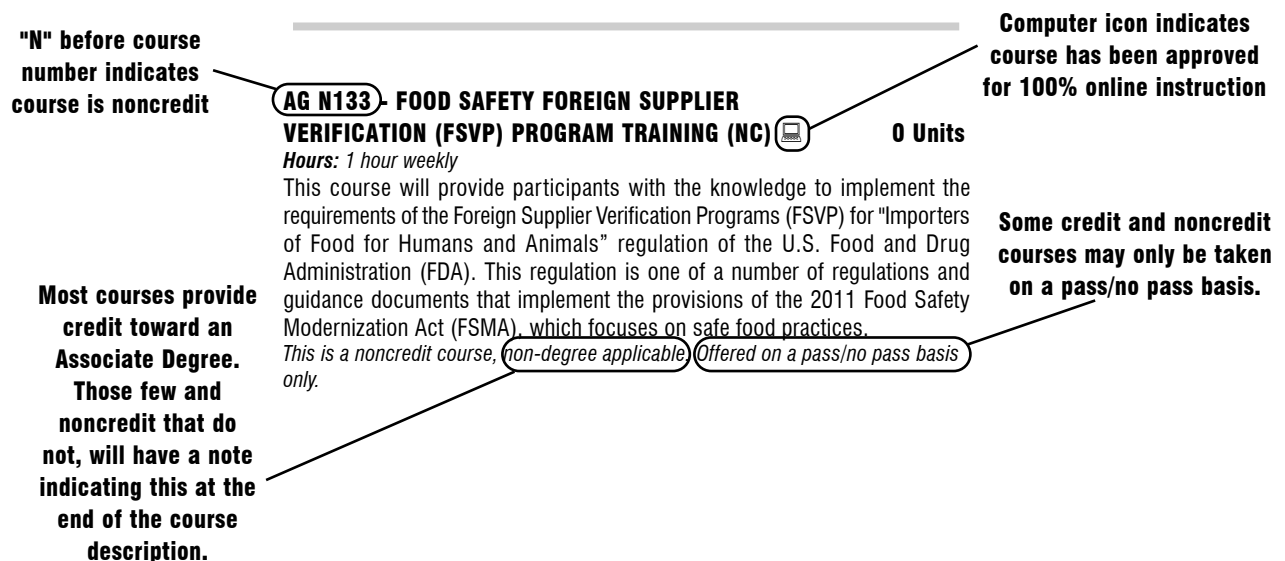 "N" before course
number indicates
course is noncredit
Computer icon indicates
course has been approved
for 100% online instruction
AG N133 - FOOD SAFETY FOREIGN SUPPLIER
VERIFICATION (FSVP) PROGRAM TRAINING (NC) 0 Units
Hours: 1 hour weekly
This course will provide participants with the knowledge to implement the
requirements of the Foreign Supplier Verification Programs (FSVP) for "Importers
of Food for Humans and Animals” regulation of the U.S. Food and Drug
Administration (FDA). This regulation is one of a number of regulations and
guidance documents that implement the provisions of the 2011 Food Safety
Modernization Act (FSMA), which focuses on safe food practices.
This is a noncredit course, non-degree applicable. Offered on a pass/no pass basis
only.
Some credit and noncredit
courses may only be taken
on a pass/no pass basis.
Most courses provide
credit toward an
Associate Degree.
Those few and
noncredit that do
not, will have a note
indicating this at the
end of the course
description.